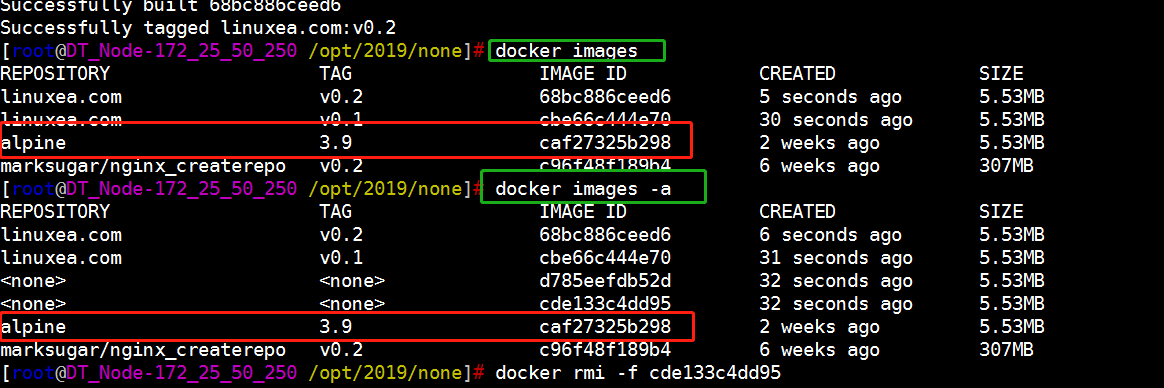 Successfully built 68bc886ceed6
Successfully tagged linuxea.com:v0.2
[root@DT_Node-172_25_50_250 /opt/2019/none]# docker images
REPOSITORY TAG IMAGE ID CREATED SIZE
linuxea.com v0.2 68bc886ceed6 5 seconds ago 5.53MB
linuxea.com v0.1 cbe66c444e70 30 seconds ago 5.53MB
alpine 3.9 caf27325b298 2 weeks ago 5.53MB
marksugar/nginx_createrepo v0.2 c96f48f189b4 6 weeks ago 307MB
[root@DT_Node-172_25_50_250 /opt/2019/none]# docker images -a
REPOSITORY TAG IMAGE ID CREATED SIZE
linuxea.com v0.2 68bc886ceed6 6 seconds ago 5.53MB
linuxea.com v0.1 cbe66c444e70 31 seconds ago 5.53MB
<none> <none> d785eefdb52d 32 seconds ago 5.53MB
<none> <none> cde133c4dd95 32 seconds ago 5.53MB
alpine 3.9 caf27325b298 2 weeks ago 5.53MB
marksugar/nginx_createrepo v0.2 c96f48f189b4 6 weeks ago 307MB
[root@DT_Node-172_25_50_250 /opt/2019/none]# docker rmi -f cde133c4dd95